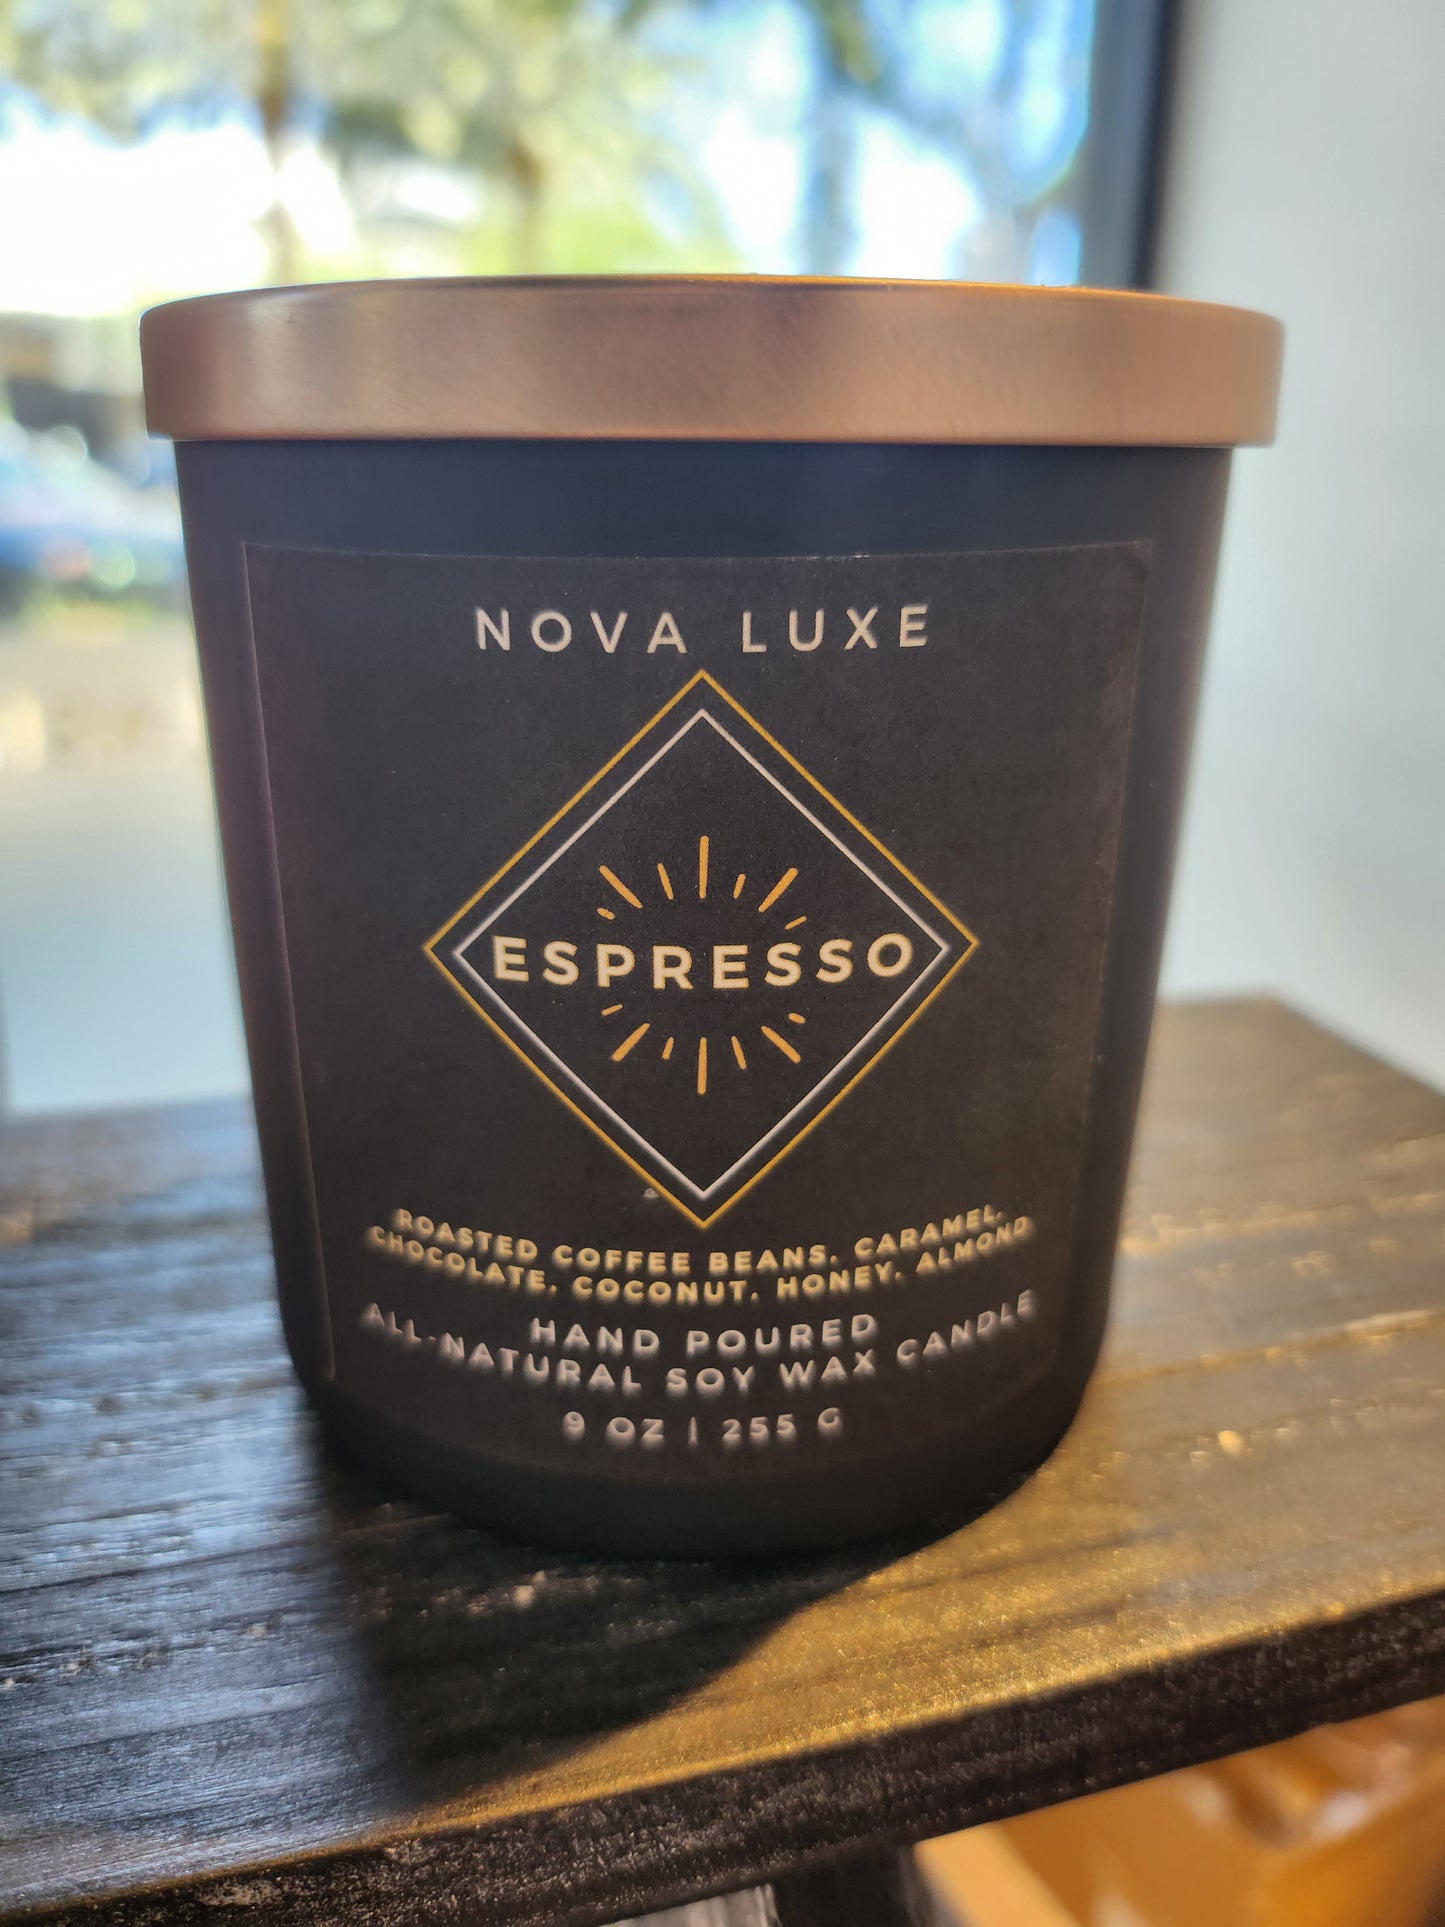 NOVA LUXE
ESPRESSO
ROASTED COFFEE BEANS, CARAMEL,
CHOCOLATE, COCONUT, HONEY, ALMOND
HAND POURED
ALL-NATURAL SOY WAX CANDLE
9 OZ | 255 G